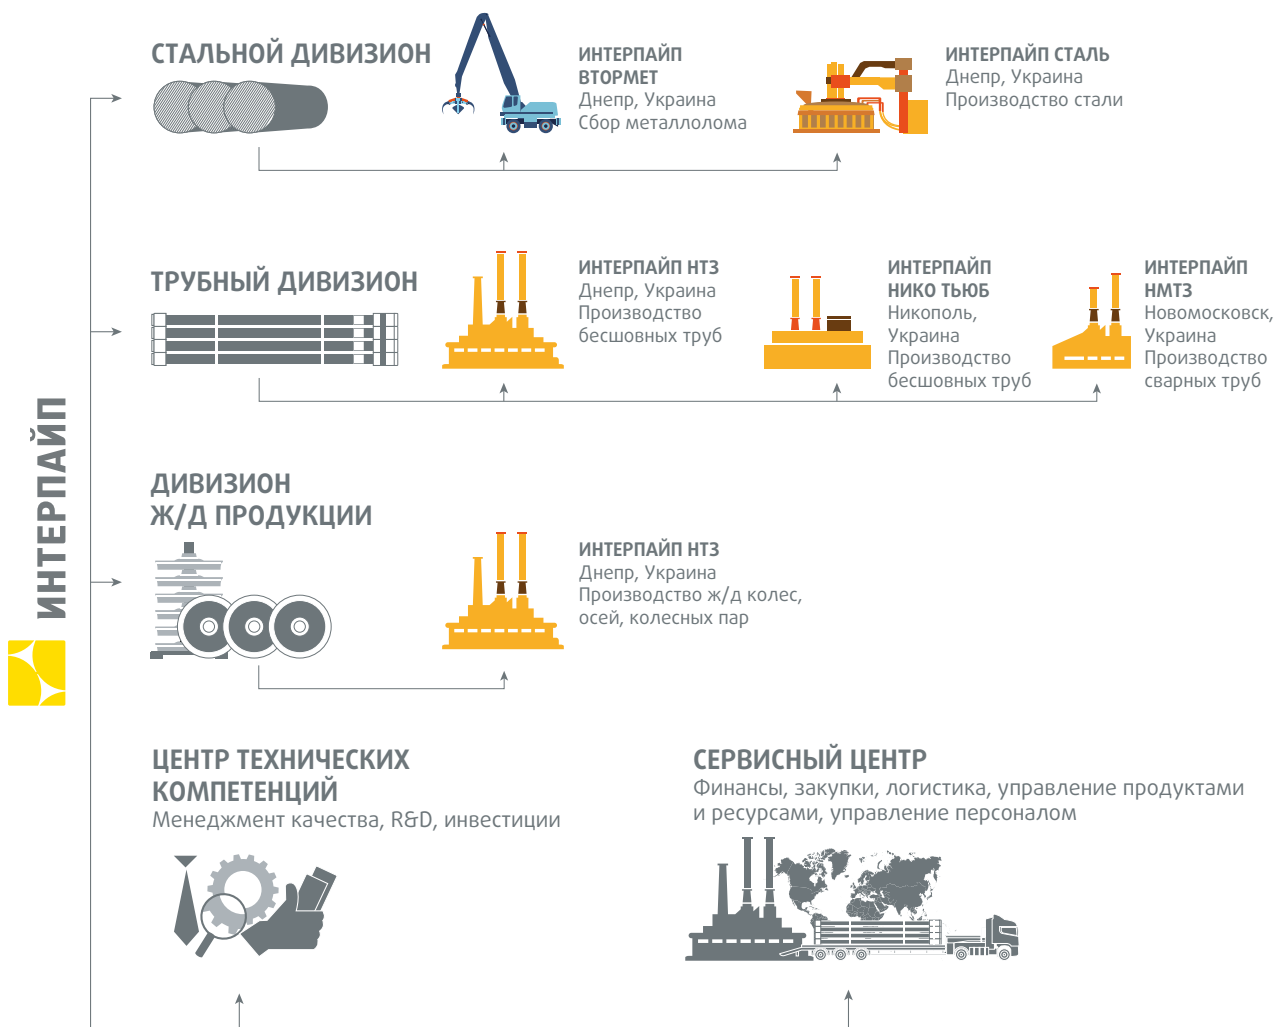 ИНТЕРПАЙП
СТАЛЬНОЙ ДИВИЗИОН
ИНТЕРПАЙП
ВТОРМЕТ
Днепр, Украина
Сбор металлолома
ИНТЕРПАЙП СТАЛЬ
Днепр, Украина
Производство стали
ТРУБНЫЙ ДИВИЗИОН
ИНТЕРПАЙП НТЗ
Днепр, Украина
Производство
бесшовных труб
ИНТЕРПАЙП
НИКО ТЬЮБ
Никополь,
Украина
Производство
бесшовных труб
ИНТЕРПАЙП
НМТЗ
Новомосковск,
Украина
Производство
сварных труб
ДИВИЗИОН
Ж/Д ПРОДУКЦИИ
ИНТЕРПАЙП НТЗ
Днепр, Украина
Производство ж/д колес,
осей, колесных пар
ЦЕНТР ТЕХНИЧЕСКИХ
КОМПЕТЕНЦИЙ
Менеджмент качества, R&D, инвестиции
СЕРВИСНЫЙ ЦЕНТР
Финансы, закупки, логистика, управление продуктами
и ресурсами, управление персоналом